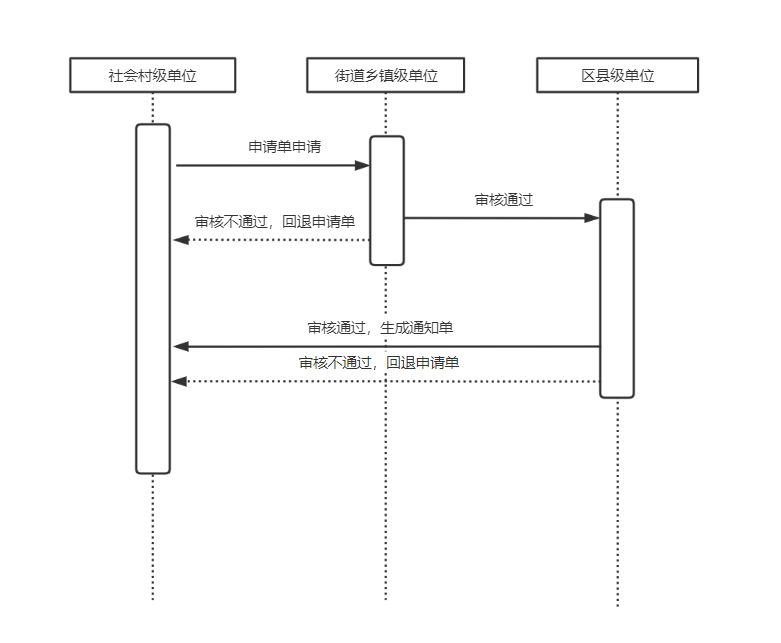 社会村级单位
街道乡镇级单位
区县级单位
申请单申请
审核通过
审核不通过，回退申请单
审核通过，生成通知单
审核不通过，回退申请单